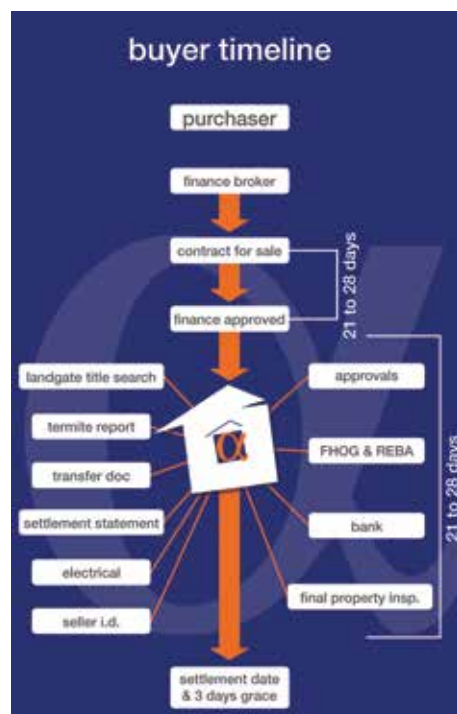 buyer timeline
purchaser
finance broker
contract for sale
21 to 28 days
finance approved
landgate title search
approvals
termite report
FHOG & REBA
transfer doc
21 to 28 days
settlement statement
bank
electrical
final property insp.
seller i.d.
settlement date
& 3 days grace